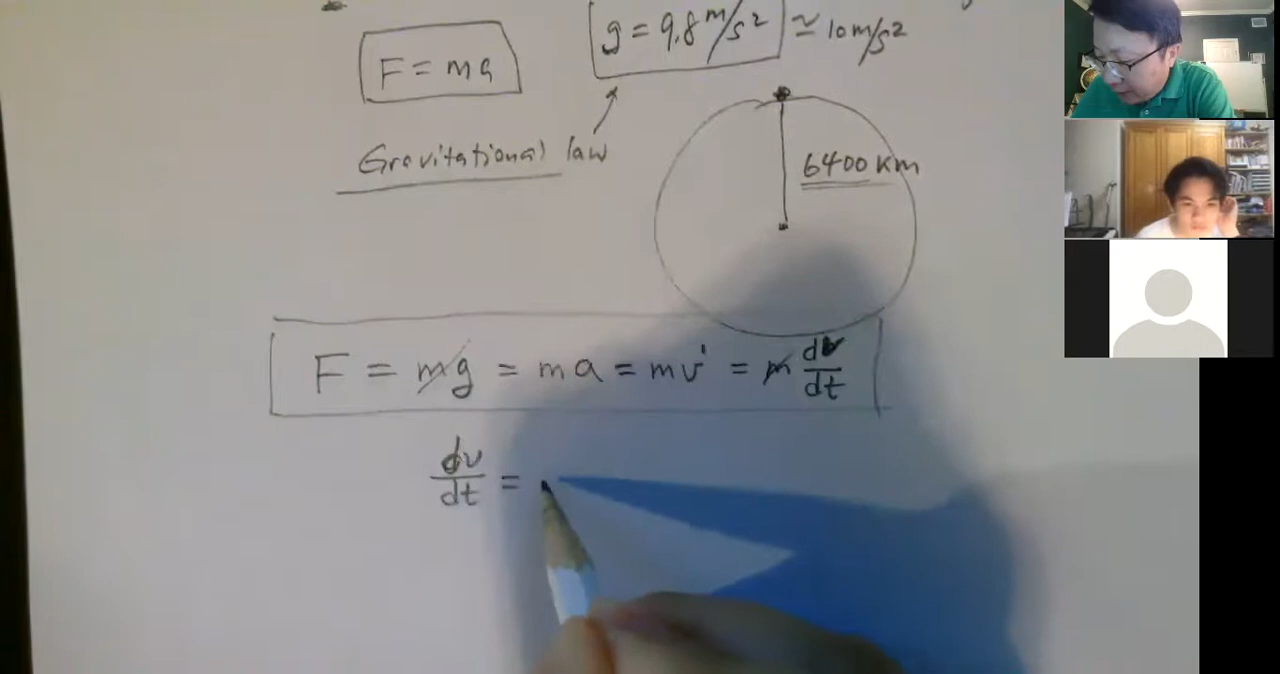 g = 9.8 m/s² ≃ 10 m/s²
F = ma
Gravitational law
6400 km
F = mg = ma = mv̇ = m dv/dt
dv/dt =